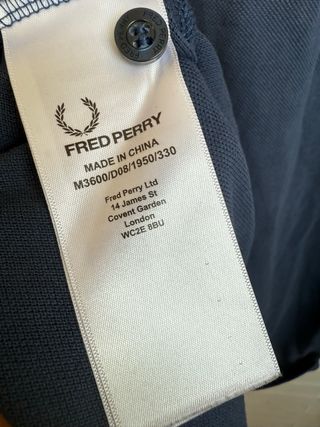 FRED PERRY
MADE IN CHINA
M3600/D08/1950/330
Fred Perry Ltd
14 James St
Covent Garden
London
WC2E 8BU